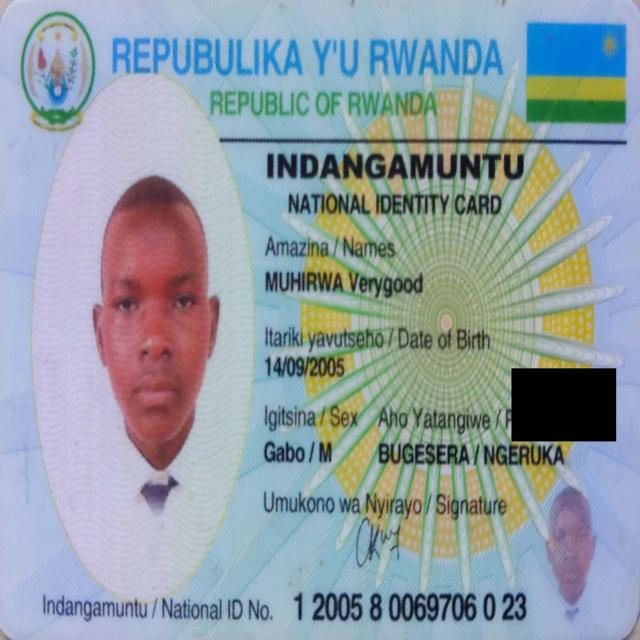 REPUBULIKA Y'U RWANDA
REPUBLIC OF RWANDA
INDANGAMUNTU
NATIONAL IDENTITY CARD
Amazina / Names
MUHIRWA Verygood
Itariki yavutseho / Date of Birth
14/09/2005
Igitsina / Sex Aho Yatangiwe /
Gabo / M BUGESERA / NGERUKA
Umukono wa Nyirayo / Signature
Indangamuntu / National ID No. 1 2005 8 0069706 0 23